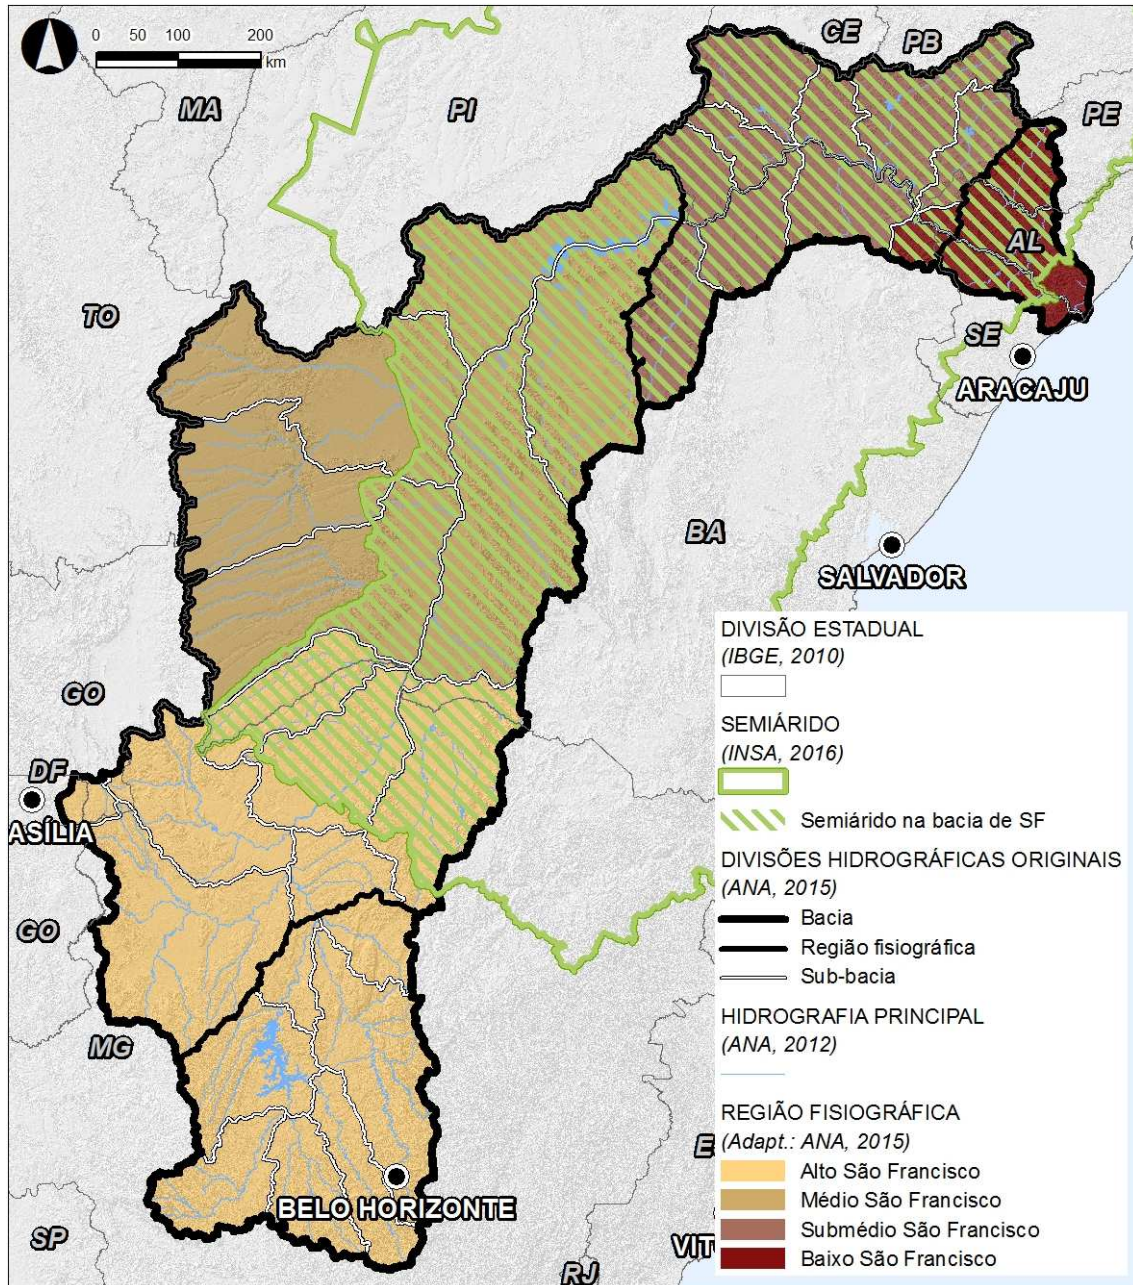 0 50 100 200
km
CE
PB
MA
PI
PE
AL
TO
SE
ARACAJU
BA
SALVADOR
GO
DF
ASÍLIA
GO
MG
BELO HORIZONTE
SP
RJ
E
VIT
DIVISÃO ESTADUAL
(IBGE, 2010)
SEMIÁRIDO
(INSA, 2016)
Semiárido na bacia de SF
DIVISÕES HIDROGRÁFICAS ORIGINAIS
(ANA, 2015)
Bacia
Região fisiográfica
Sub-bacia
HIDROGRAFIA PRINCIPAL
(ANA, 2012)
REGIÃO FISIOGRÁFICA
(Adapt.: ANA, 2015)
Alto São Francisco
Médio São Francisco
Submédio São Francisco
Baixo São Francisco